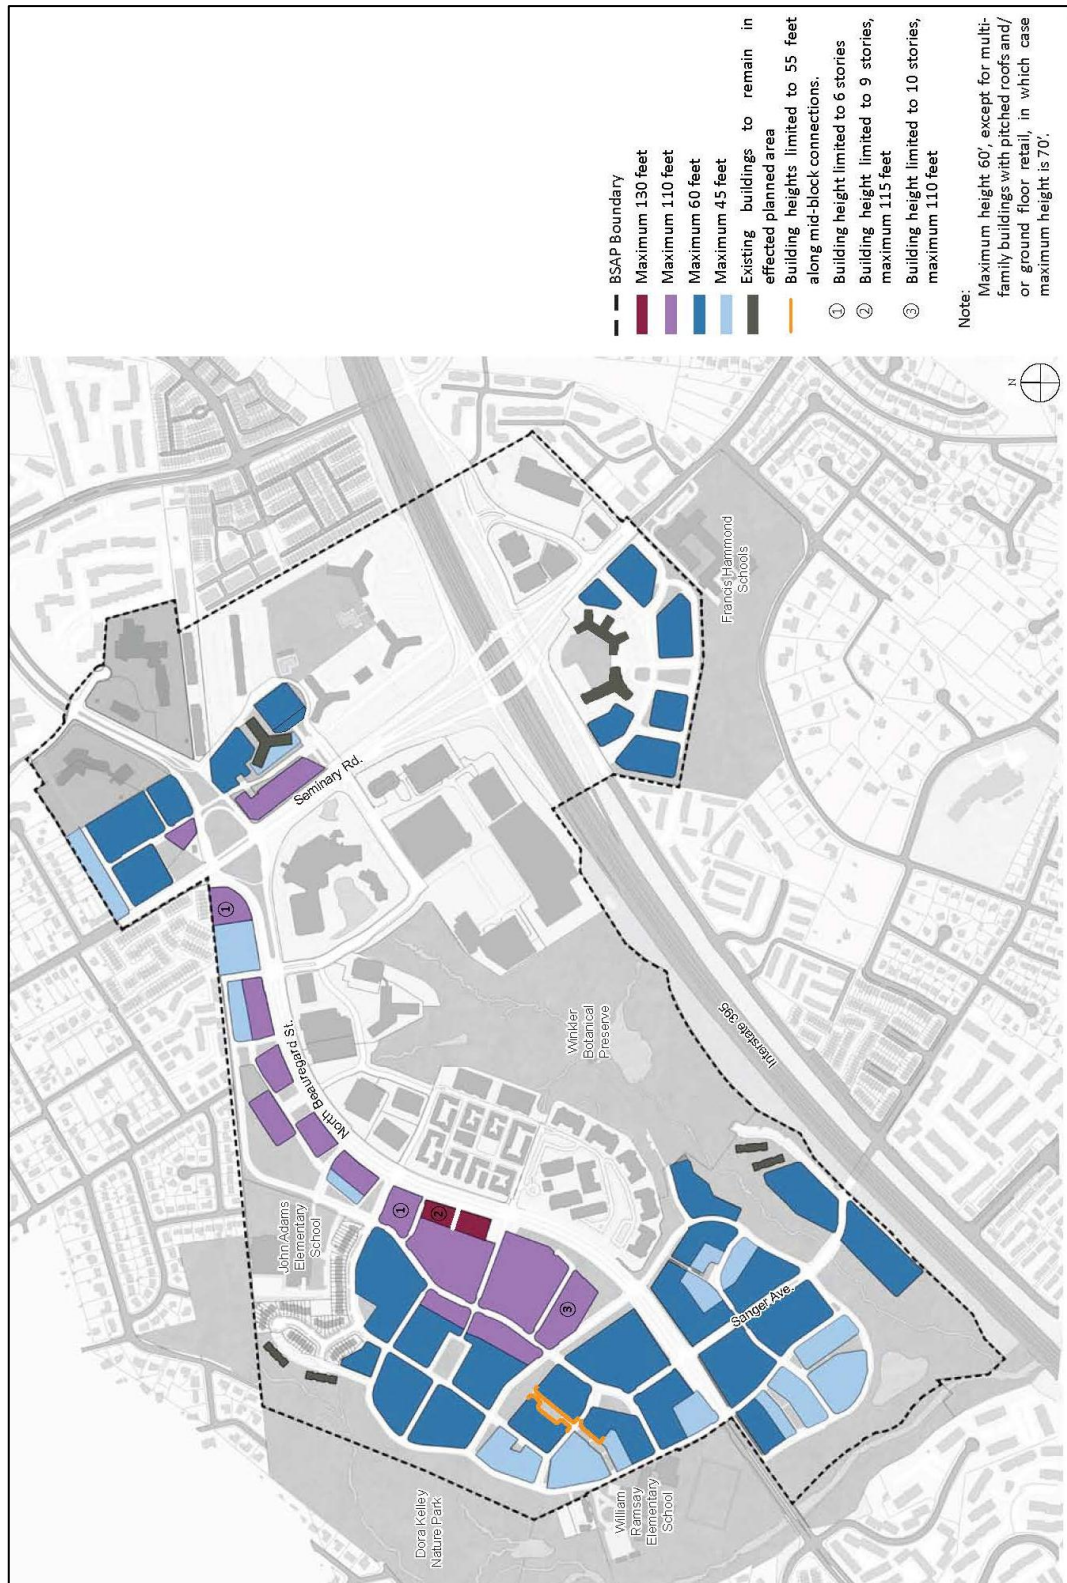 BSAP Boundary
Maximum 130 feet
Maximum 110 feet
Maximum 60 feet
Maximum 45 feet
Existing buildings to remain in
effected planned area
Building heights limited to 55 feet
along mid-block connections.
① Building height limited to 6 stories
② Building height limited to 9 stories,
maximum 115 feet
③ Building height limited to 10 stories,
maximum 110 feet
Note:
Maximum height 60', except for multi-
family buildings with pitched roofs and/
or ground floor retail, in which case
maximum height is 70'.
N
Seminary Rd.
Francis Hammond
Schools
①
North Beauregard St.
Winkler
Botanical
Preserve
Interstate 395
John Adams
Elementary
School
①
②
③
Sanger Ave.
Dora Kelley
Nature Park
William
Ramsay
Elementary
School